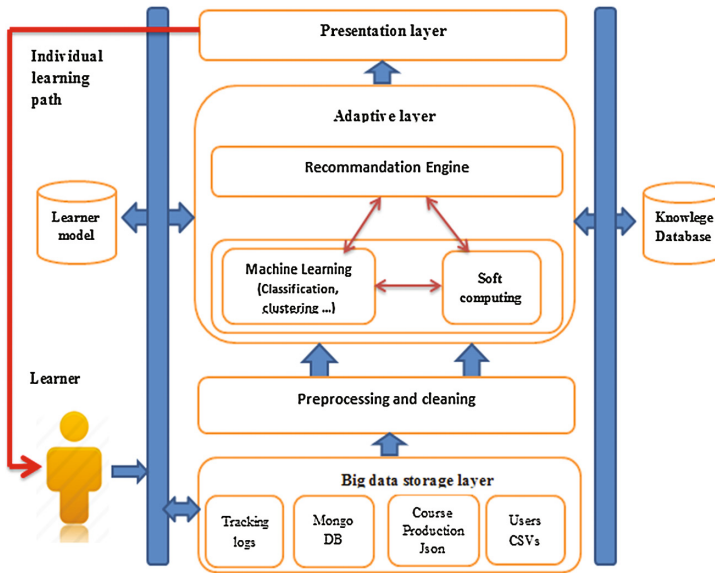 Presentation layer
Individual
learning
path
Adaptive layer
Recommandation Engine
Learner
model
Knowlege
Database
Machine Learning
(Classification,
clustering ...)
Soft
computing
Learner
Preprocessing and cleaning
Big data storage layer
Tracking
logs
Mongo
DB
Course
Production
Json
Users
CSVs